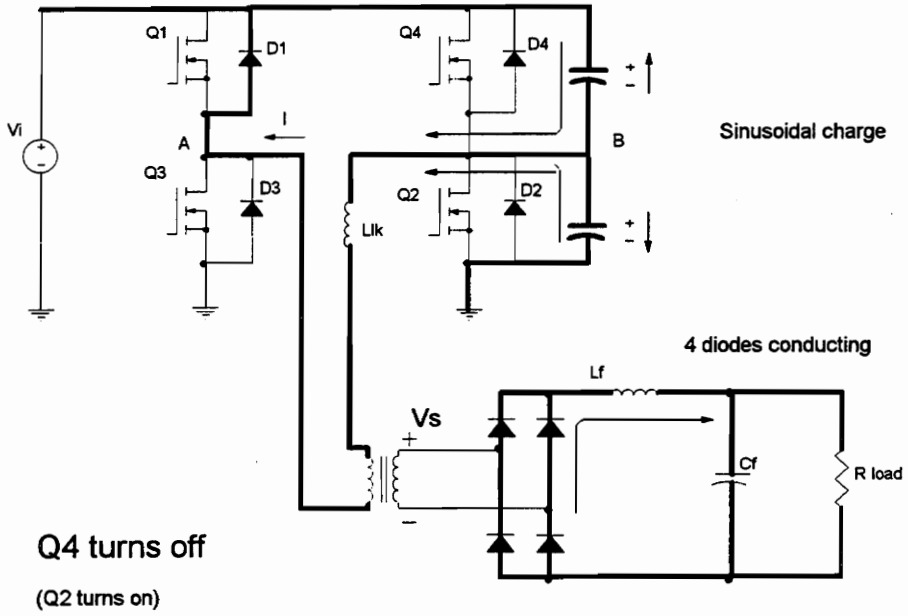 Q1
D1
Q4
D4
+
-
Sinusoidal charge
Vi
+
-
A
I
B
Q3
D3
Q2
D2
Llk
+
-
4 diodes conducting
Lf
Vs
+
-
Cf
R load
Q4 turns off
(Q2 turns on)